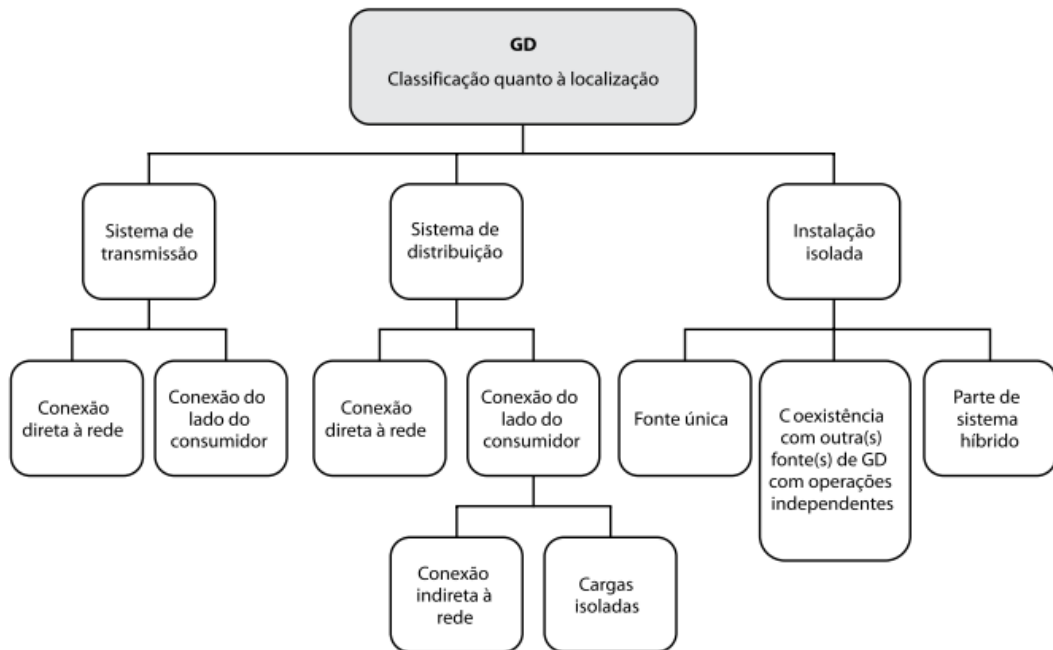 GD
Classificação quanto à localização
Sistema de
transmissão
Sistema de
distribuição
Instalação
isolada
Conexão
direta à rede
Conexão do
lado do
consumidor
Conexão
direta à rede
Conexão do
lado do
consumidor
Fonte única
C oexistência
com outra(s)
fonte(s) de GD
com operações
independentes
Parte de
sistema
híbrido
Conexão
indireta à
rede
Cargas
isoladas